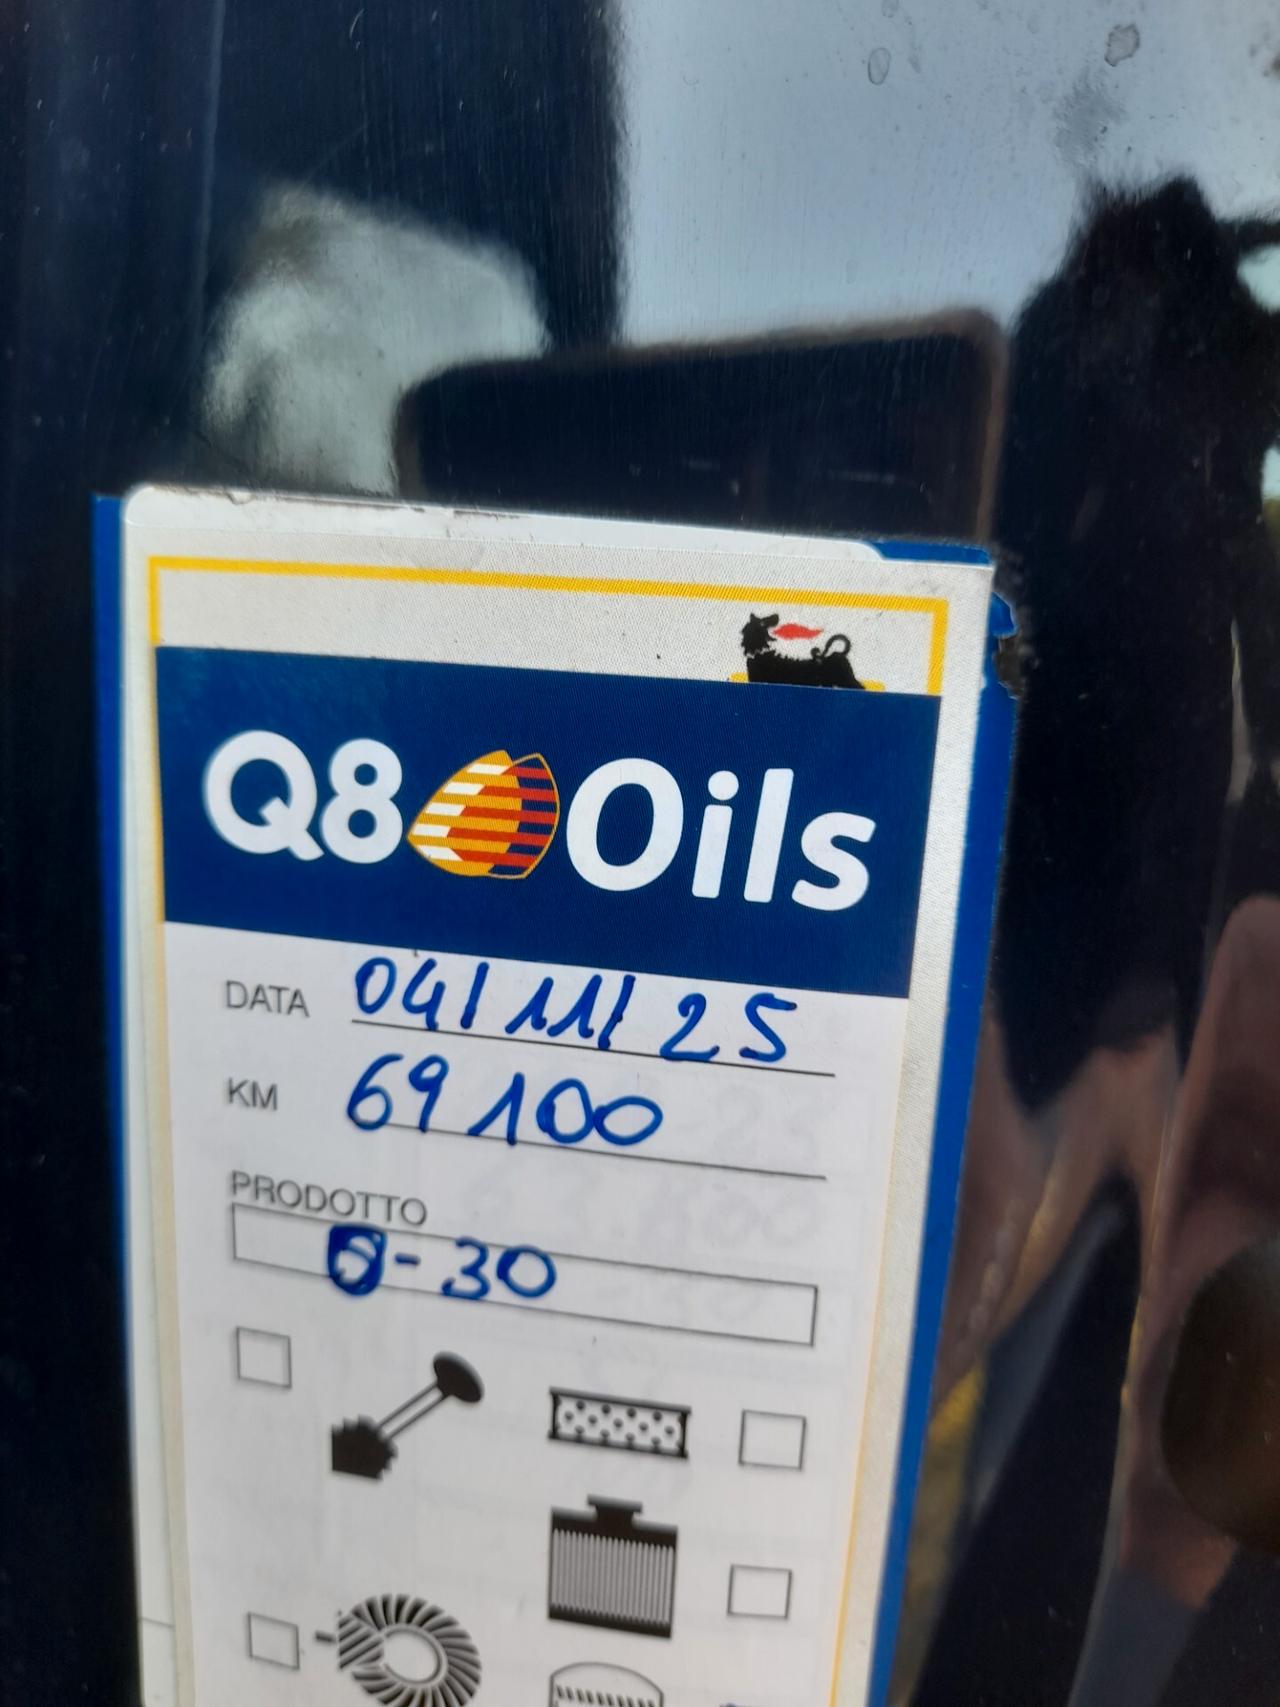 Q8 Oils
DATA 04/11/25
KM 69100
PRODOTTO
0-30